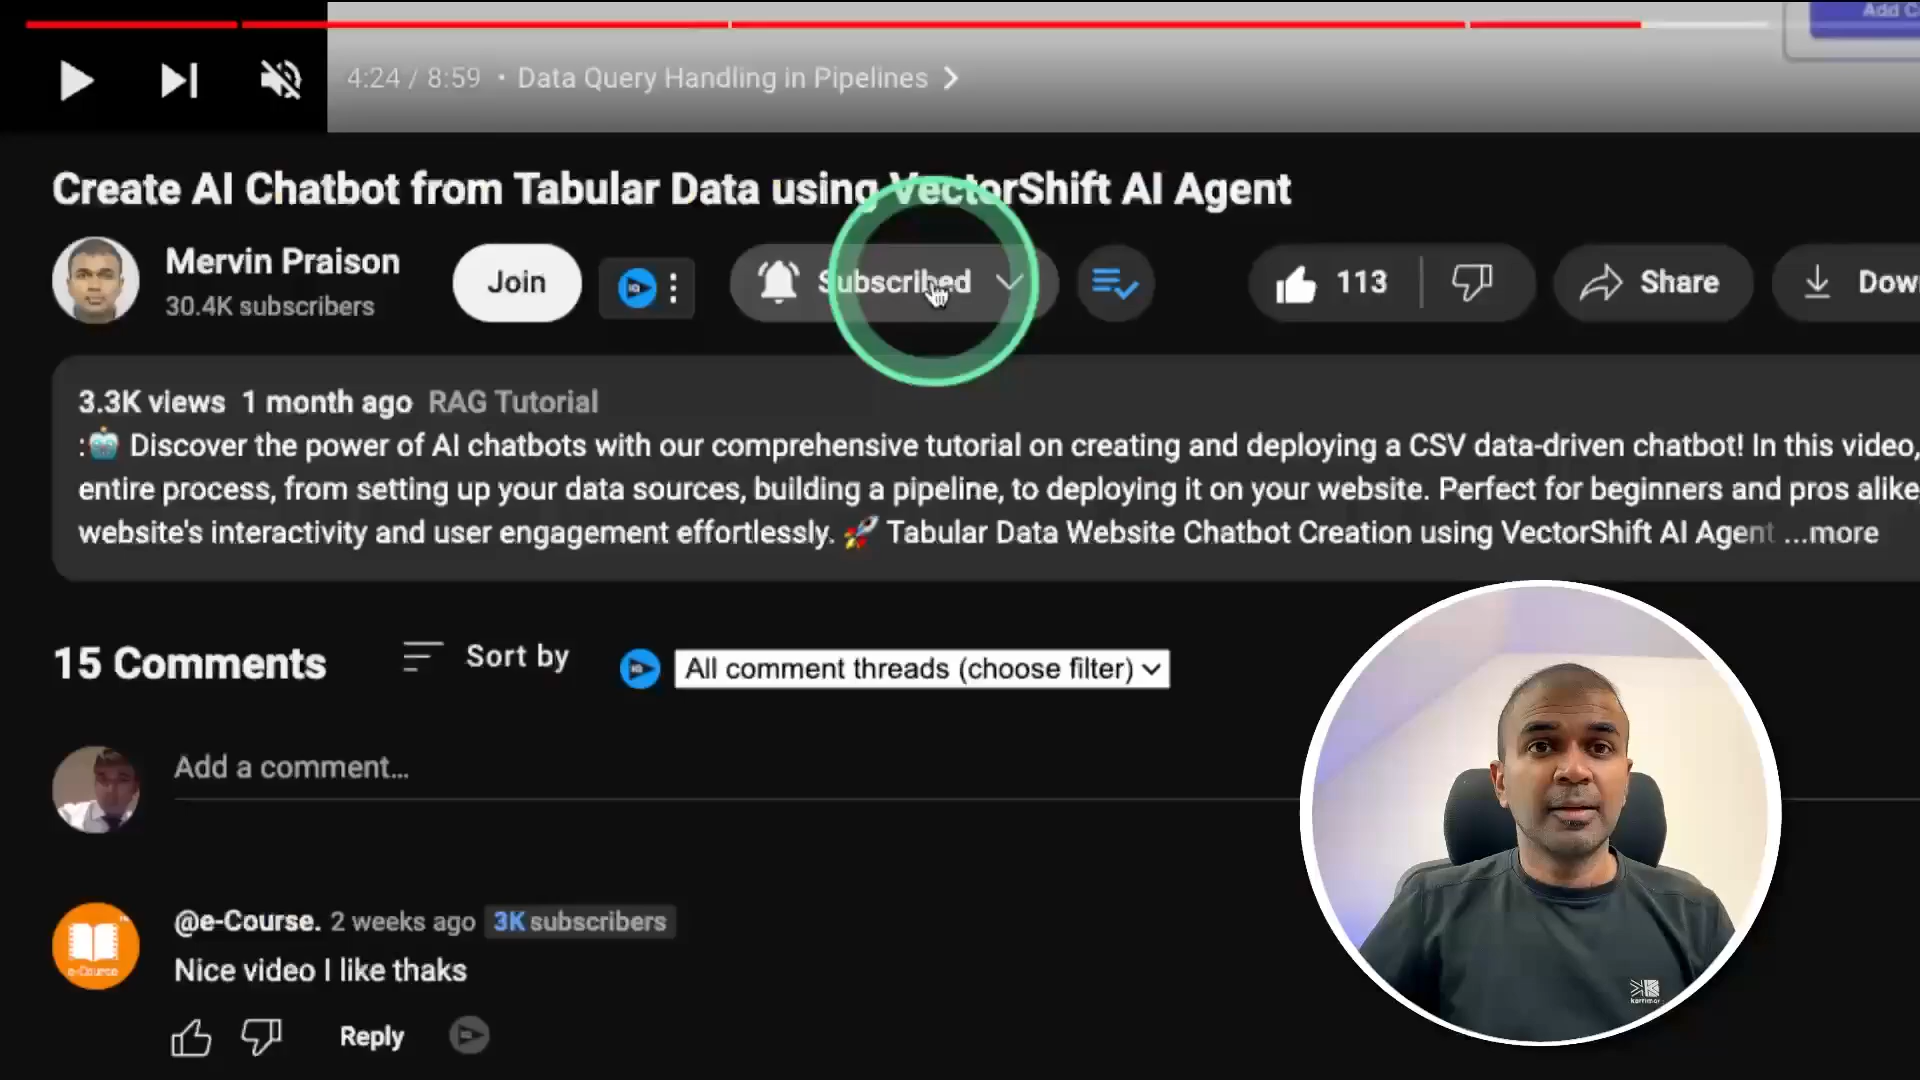 Add C
4:24 / 8:59 • Data Query Handling in Pipelines
Create AI Chatbot from Tabular Data using VectorShift AI Agent
Mervin Praison
30.4K subscribers
Join
Subscribed
113
Share
Dow
3.3K views 1 month ago RAG Tutorial
:🤖 Discover the power of AI chatbots with our comprehensive tutorial on creating and deploying a CSV data-driven chatbot! In this video,
entire process, from setting up your data sources, building a pipeline, to deploying it on your website. Perfect for beginners and pros alike
website's interactivity and user engagement effortlessly. 🚀 Tabular Data Website Chatbot Creation using VectorShift AI Agent ...more
15 Comments
Sort by
All comment threads (choose filter)
Add a comment...
@e-Course. 2 weeks ago 3K subscribers
e-Course
Nice video I like thaks
Reply